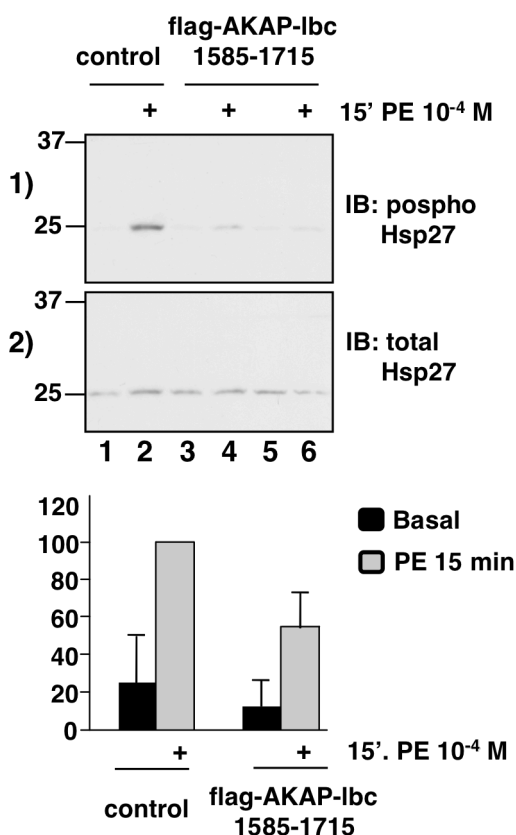 flag-AKAP-lbc
control 1585-1715
+ + + 15’ PE 10-4 M
37
1)
25
IB: pospho
Hsp27
37
2)
25
IB: total
Hsp27
1 2 3 4 5 6
120
100
80
60
40
20
0
Basal
PE 15 min
+ + 15’. PE 10-4 M
control flag-AKAP-lbc
1585-1715